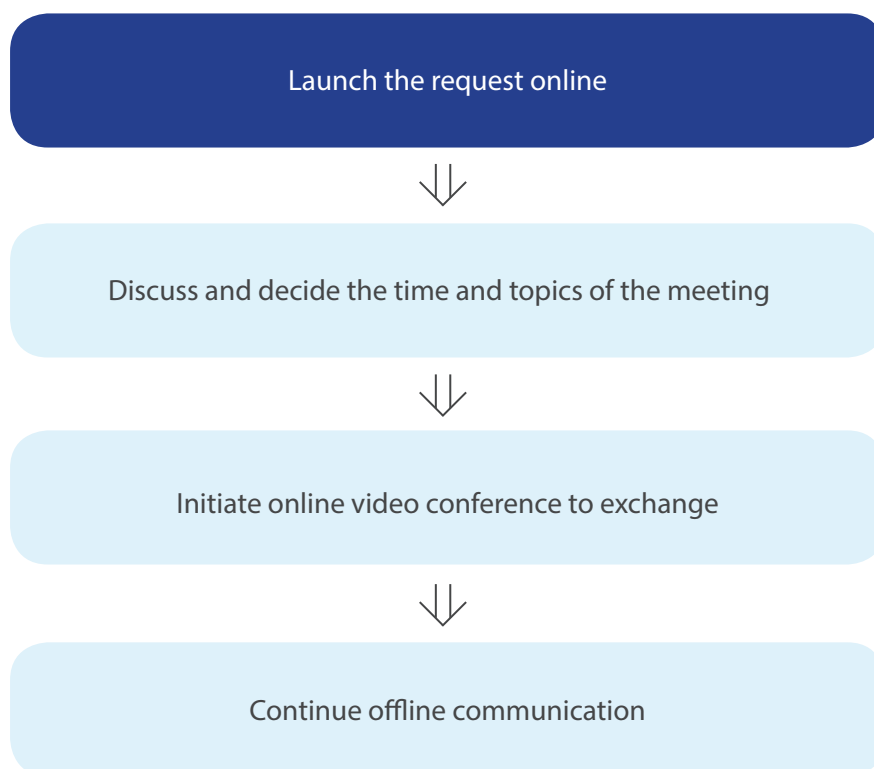 Launch the request online
Discuss and decide the time and topics of the meeting
Initiate online video conference to exchange
Continue offline communication